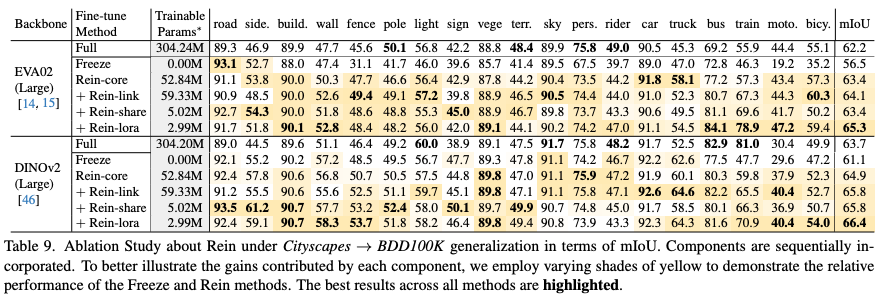 Backbone Fine-tune Method Trainable Params* road side. build. wall fence pole light sign vege terr. sky pers. rider car truck bus train moto. bicy. mIoU
EVA02 (Large) [14, 15]
Full 304.24M 89.3 46.9 89.9 47.7 45.6 50.1 56.8 42.2 88.8 48.4 89.9 75.8 49.0 90.5 45.3 69.2 55.9 44.4 55.1 62.2
Freeze 0.00M 93.1 52.7 88.0 47.4 31.1 41.7 46.0 39.6 85.7 41.4 89.5 67.5 39.7 89.0 47.0 72.8 46.3 19.2 35.2 56.5
Rein-core 52.84M 91.1 53.8 90.0 50.3 47.7 46.6 56.4 42.9 87.8 44.2 90.4 73.5 44.2 91.8 58.1 77.2 57.3 43.4 57.3 63.4
+ Rein-link 59.33M 90.9 48.5 90.0 52.6 49.4 49.1 57.2 39.8 88.9 46.5 90.5 74.4 44.0 91.0 52.3 80.7 67.3 44.3 60.3 64.1
+ Rein-share 5.02M 92.7 54.3 90.0 51.8 48.6 48.8 55.3 45.0 88.9 46.7 89.8 73.7 43.3 90.6 49.5 81.1 69.6 41.7 50.2 63.4
+ Rein-lora 2.99M 91.7 51.8 90.1 52.8 48.4 48.2 56.0 42.0 89.1 44.1 90.2 74.2 47.0 91.1 54.5 84.1 78.9 47.2 59.4 65.3
DINOv2 (Large) [46]
Full 304.20M 89.0 44.5 89.6 51.1 46.4 49.2 60.0 38.9 89.1 47.5 91.7 75.8 48.2 91.7 52.5 82.9 81.0 30.4 49.9 63.7
Freeze 0.00M 92.1 55.2 90.2 57.2 48.5 49.5 56.7 47.7 89.3 47.8 91.1 74.2 46.7 92.2 62.6 77.5 47.7 29.6 47.2 61.1
Rein-core 52.84M 92.4 57.8 90.6 56.8 50.7 50.5 57.5 44.8 89.8 47.0 91.1 75.9 47.2 91.9 60.1 80.3 59.8 37.9 52.3 64.9
+ Rein-link 59.33M 91.2 55.5 90.6 55.6 52.5 51.1 59.7 45.1 89.8 47.1 91.1 75.8 47.1 92.6 64.6 82.2 65.5 40.4 52.7 65.8
+ Rein-share 5.02M 93.5 61.2 90.7 57.7 53.2 52.4 58.0 50.1 89.7 49.9 90.7 74.8 45.0 91.7 58.5 80.1 66.3 36.9 50.7 65.8
+ Rein-lora 2.99M 92.4 59.1 90.7 58.3 53.7 51.8 58.2 46.4 89.8 49.4 90.8 73.9 43.3 92.3 64.3 81.6 70.9 40.4 54.0 66.4
Table 9. Ablation Study about Rein under Cityscapes → BDD100K generalization in terms of mIoU. Components are sequentially in-
corporated. To better illustrate the gains contributed by each component, we employ varying shades of yellow to demonstrate the relative
performance of the Freeze and Rein methods. The best results across all methods are highlighted.